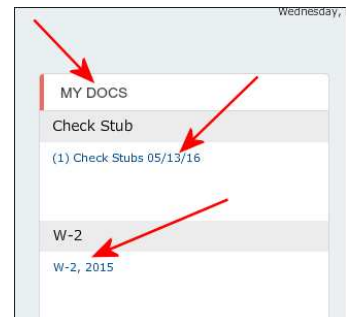 Wednesday,
MY DOCS
Check Stub
(1) Check Stubs 05/13/16
W-2
W-2, 2015